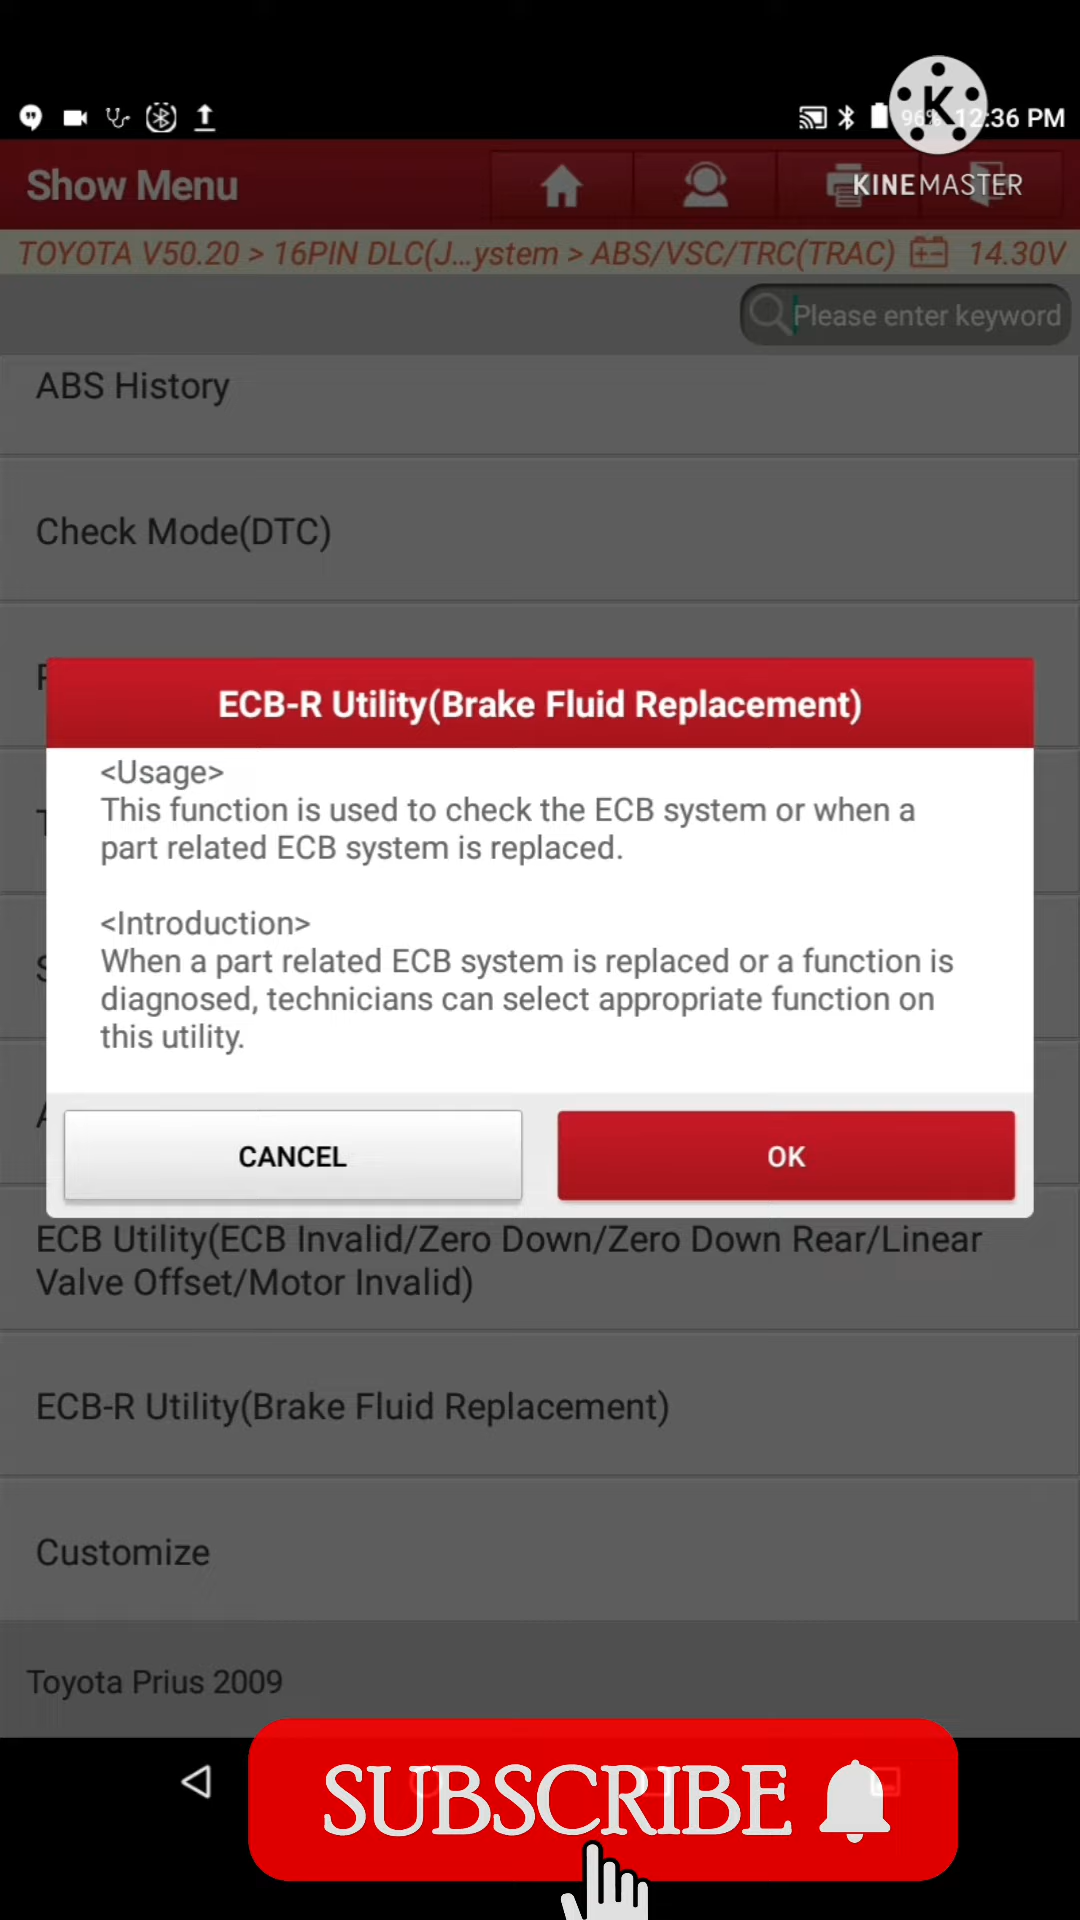 96% 12:36 PM
KINEMASTER
Show Menu
TOYOTA V50.20 > 16PIN DLC(J...ystem > ABS/VSC/TRC(TRAC) 14.30V
Please enter keyword
ABS History
Check Mode(DTC)
ECB-R Utility(Brake Fluid Replacement)
<Usage>
This function is used to check the ECB system or when a
part related ECB system is replaced.
<Introduction>
When a part related ECB system is replaced or a function is
diagnosed, technicians can select appropriate function on
this utility.
CANCEL OK
ECB Utility(ECB Invalid/Zero Down/Zero Down Rear/Linear
Valve Offset/Motor Invalid)
ECB-R Utility(Brake Fluid Replacement)
Customize
Toyota Prius 2009
SUBSCRIBE